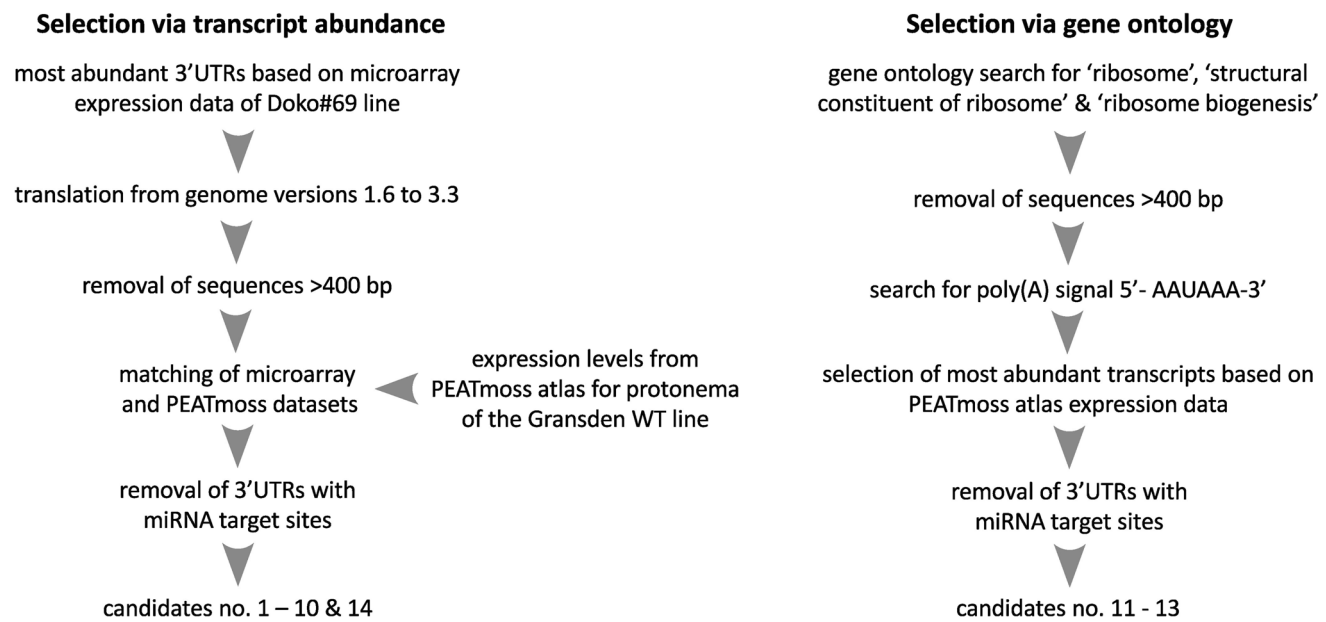 Selection via transcript abundance
most abundant 3’UTRs based on microarray
expression data of Doko#69 line
translation from genome versions 1.6 to 3.3
removal of sequences >400 bp
matching of microarray
and PEATmoss datasets
expression levels from
PEATmoss atlas for protonema
of the Gransden WT line
removal of 3’UTRs with
miRNA target sites
candidates no. 1 – 10 & 14
Selection via gene ontology
gene ontology search for ‘ribosome’, ‘structural
constituent of ribosome’ & ‘ribosome biogenesis’
removal of sequences >400 bp
search for poly(A) signal 5’- AAUAAA-3’
selection of most abundant transcripts based on
PEATmoss atlas expression data
removal of 3’UTRs with
miRNA target sites
candidates no. 11 - 13